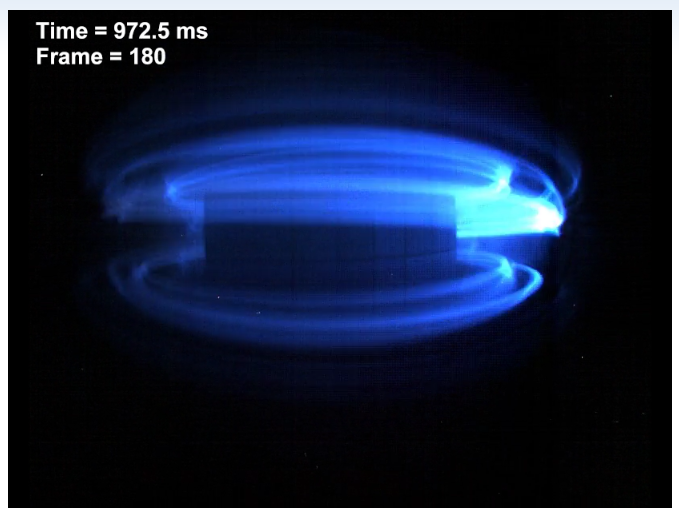 Time = 972.5 ms
Frame = 180